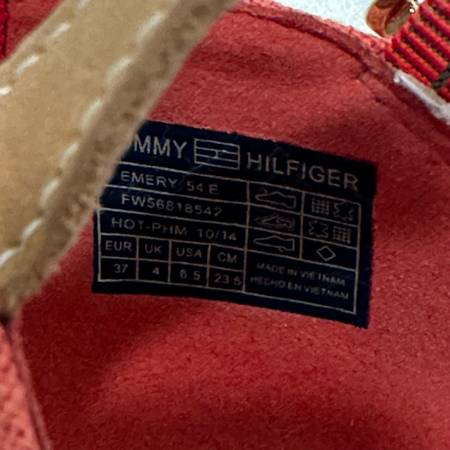 MMY HILFIGER
EMERY 54 E
FW56818542
HOT-PHM 10/14
EUR UK USA CM
37 4 6.5 23.5
MADE IN VIETNAM
HECHO EN VIETNAM